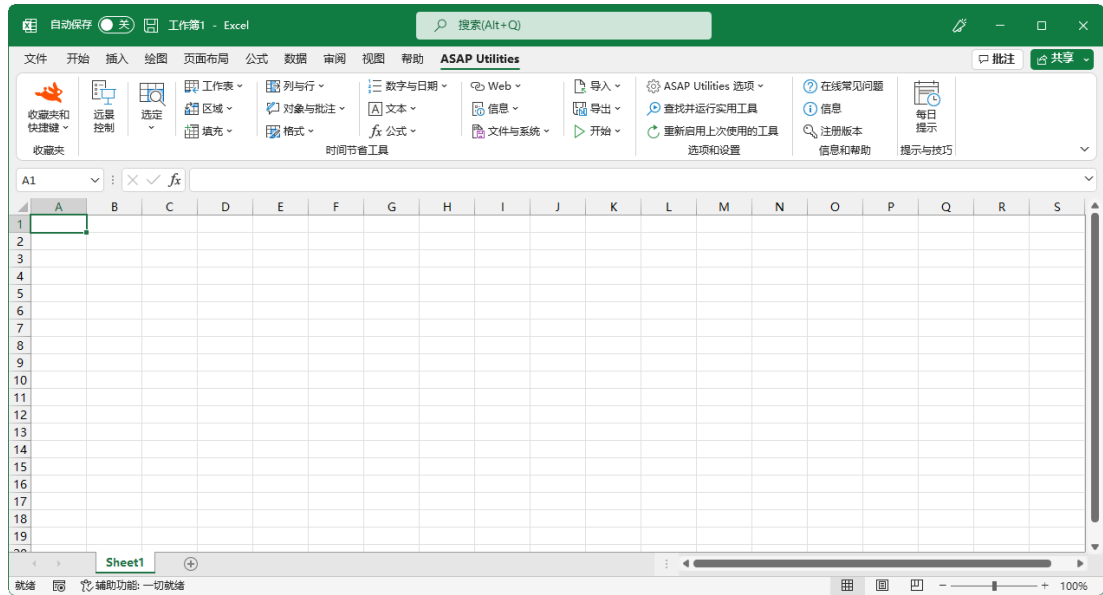 自动保存 关 工作簿1 - Excel 搜索(Alt+Q)
文件 开始 插入 绘图 页面布局 公式 数据 审阅 视图 帮助 ASAP Utilities 批注 共享
收藏夹和
快捷键
收藏夹
远景
控制
选定
工作表
区域
填充
列与行
对象与批注
格式
数字与日期
文本
公式
Web
信息
文件与系统
导入
导出
开始
时间节省工具
ASAP Utilities 选项
查找并运行实用工具
重新启用上次使用的工具
选项和设置
在线常见问题
信息
注册版本
信息和帮助
每日
提示
提示与技巧
A1 fx
A B C D E F G H I J K L M N O P Q R S
1
2
3
4
5
6
7
8
9
10
11
12
13
14
15
16
17
18
19
20
Sheet1
就绪 辅助功能: 一切就绪 100%